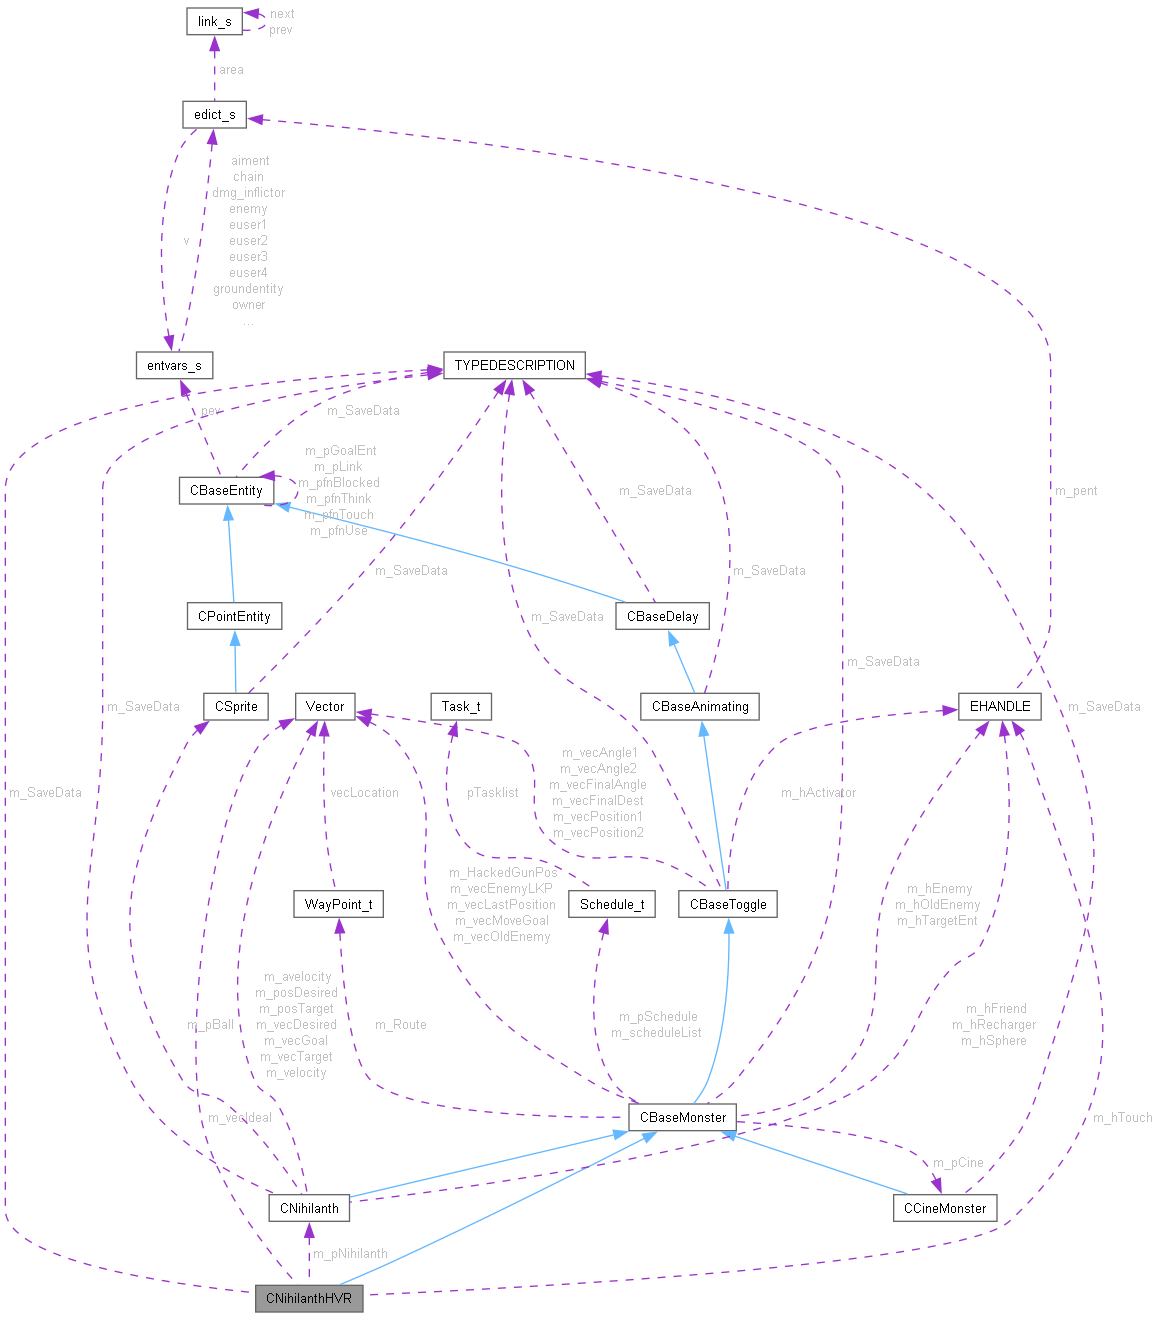 link_s
next
prev
area
edict_s
aiment
chain
dmg_inflictor
enemy
euser1
v
euser2
euser3
euser4
groundentity
owner
...
entvars_s
TYPEDESCRIPTION
pev
m_SaveData
m_pGoalEnt
m_pLink
m_pfnBlocked
m_pfnThink
m_pfnTouch
m_pfnUse
CBaseEntity
m_SaveData
m_pent
m_SaveData
m_SaveData
CPointEntity
m_SaveData
CBaseDelay
m_SaveData
CSprite
Vector
Task_t
CBaseAnimating
EHANDLE
m_SaveData
m_SaveData
m_vecAngle1
m_vecAngle2
m_vecFinalAngle
m_vecFinalDest
m_vecPosition1
m_vecPosition2
m_SaveData
vecLocation
pTasklist
m_hActivator
m_HackedGunPos
m_vecEnemyLKP
m_vecLastPosition
m_vecMoveGoal
m_vecOldEnemy
WayPoint_t
Schedule_t
CBaseToggle
m_hEnemy
m_hOldEnemy
m_hTargetEnt
m_avelocity
m_posDesired
m_posTarget
m_vecDesired
m_vecGoal
m_vecTarget
m_velocity
m_pBall
m_Route
m_pSchedule
m_scheduleList
m_hFriend
m_hRecharger
m_hSphere
m_vecIdeal
CBaseMonster
m_hTouch
m_pCine
CNihilanth
CCineMonster
m_pNihilanth
CNihilanthHVR